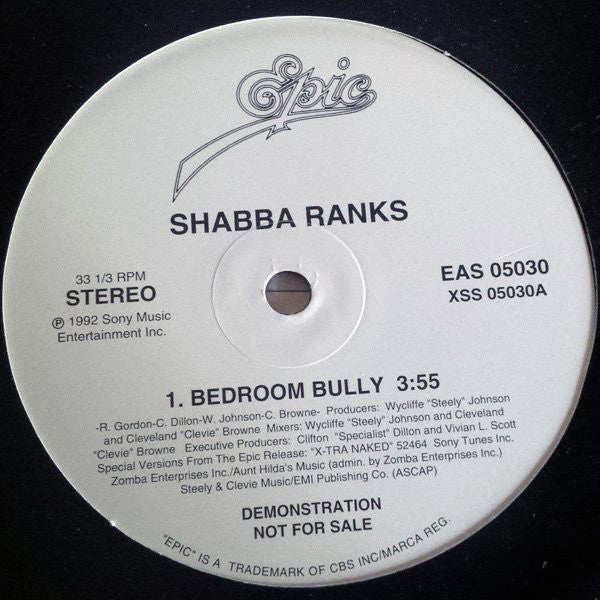 Epic
SHABBA RANKS
33 1/3 RPM
STEREO
℗ 1992 Sony Music
Entertainment Inc.
EAS 05030
XSS 05030A
1. BEDROOM BULLY 3:55
-R. Gordon-C. Dillon-W. Johnson-C. Browne- Producers: Wycliffe "Steely" Johnson
and Cleveland "Clevie" Browne Mixers: Wycliffe "Steely" Johnson and Cleveland
"Clevie" Browne Executive Producers: Clifton "Specialist" Dillon and Vivian L. Scott
Special Versions From The Epic Release: "X-TRA NAKED" 52464 Sony Tunes Inc.
Zomba Enterprises Inc./Aunt Hilda's Music (admin. by Zomba Enterprises Inc.)
Steely & Clevie Music/EMI Publishing Co. (ASCAP)
DEMONSTRATION
NOT FOR SALE
"EPIC" IS A TRADEMARK OF CBS INC/MARCA REG.